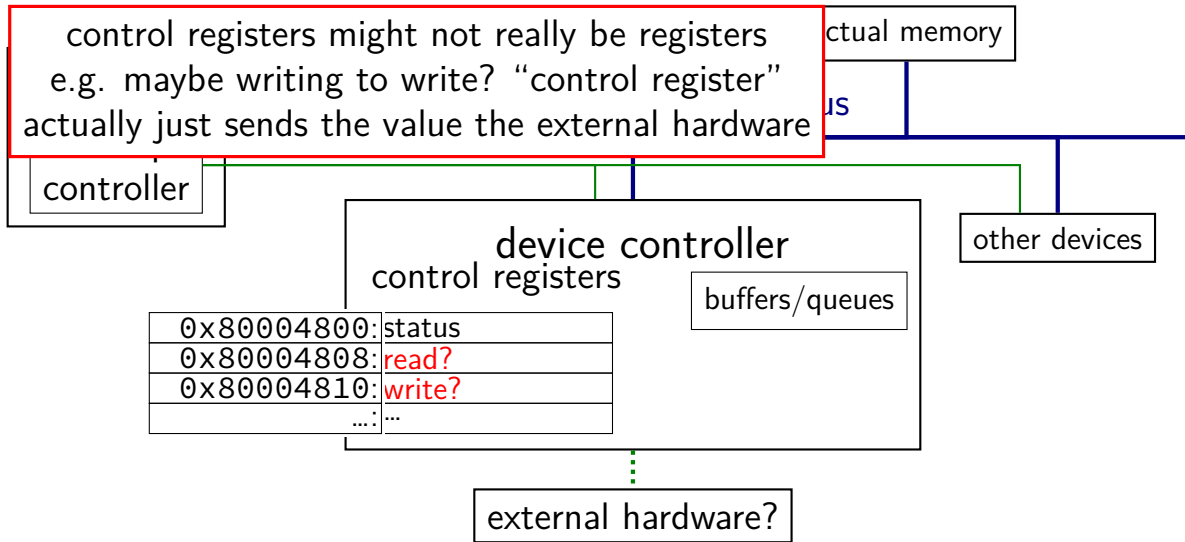 control registers might not really be registers
e.g. maybe writing to write? “control register”
actually just sends the value the external hardware
ctual memory
us
controller
other devices
device controller
control registers
buffers/queues
0x80004800: status
0x80004808: read?
0x80004810: write?
…: …
external hardware?